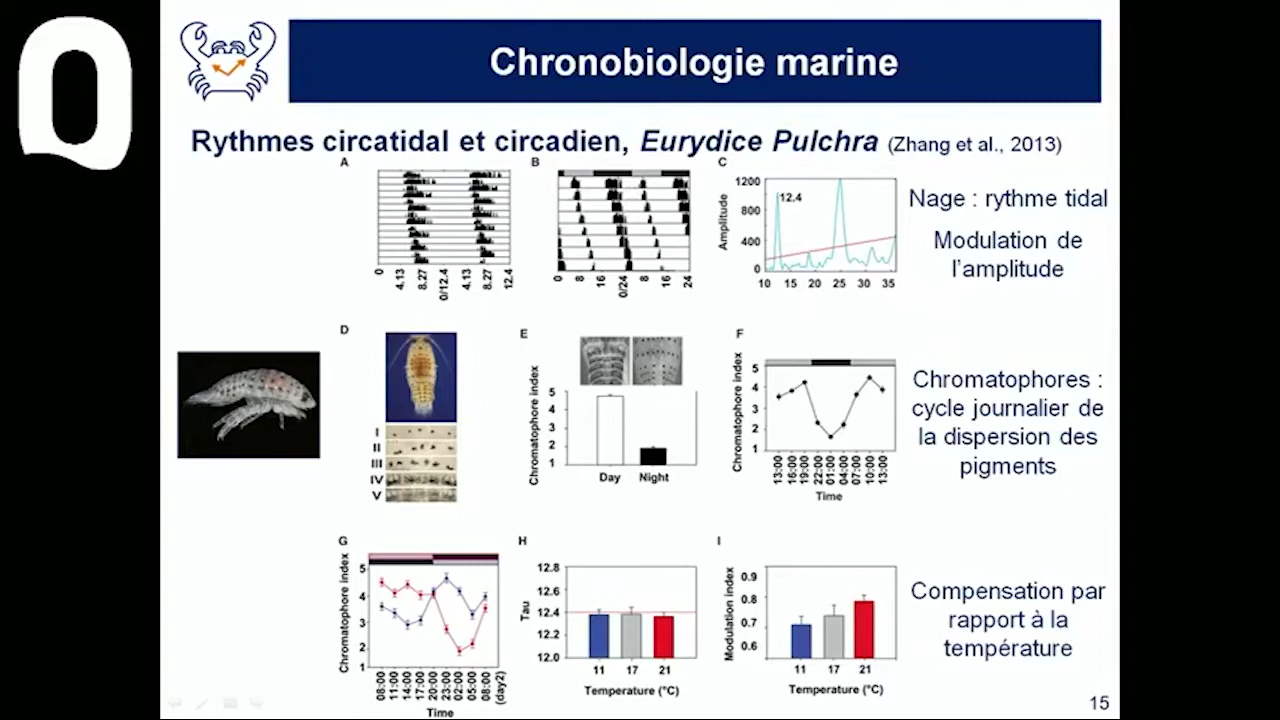 Chronobiologie marine
Rythmes circatidal et circadien, Eurydice Pulchra (Zhang et al., 2013)
A
0 4.13 8.27 0/12.4 4.13 8.27 12.4
B
0 8 16 0/24 8 16 24
C
Amplitude
1200
800
400
0
12.4
10 15 20 25 30 35
Nage : rythme tidal
Modulation de
l'amplitude
D
I
II
III
IV
V
E
Chromatophore index
5
4
3
2
1
Day Night
F
Chromatophore index
5
4
3
2
1
13:00 16:00 19:00 22:00 01:00 04:00 07:00 10:00 13:00
Time
Chromatophores :
cycle journalier de
la dispersion des
pigments
G
Chromatophore index
5
4
3
2
1
08:00 11:00 14:00 17:00 20:00 23:00 02:00 05:00 08:00
(day2)
Time
H
Tau
12.8
12.6
12.4
12.2
12.0
11 17 21
Temperature (°C)
I
Modulation index
0.9
0.8
0.7
0.6
11 17 21
Temperature (°C)
Compensation par
rapport à la
température
15